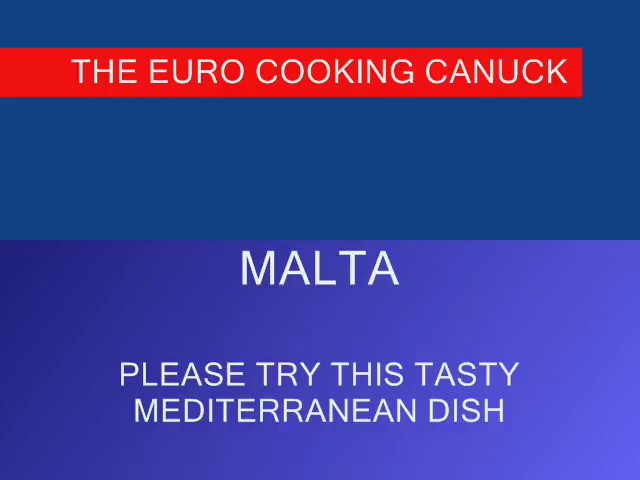 THE EURO COOKING CANUCK
MALTA
PLEASE TRY THIS TASTY
MEDITERRANEAN DISH